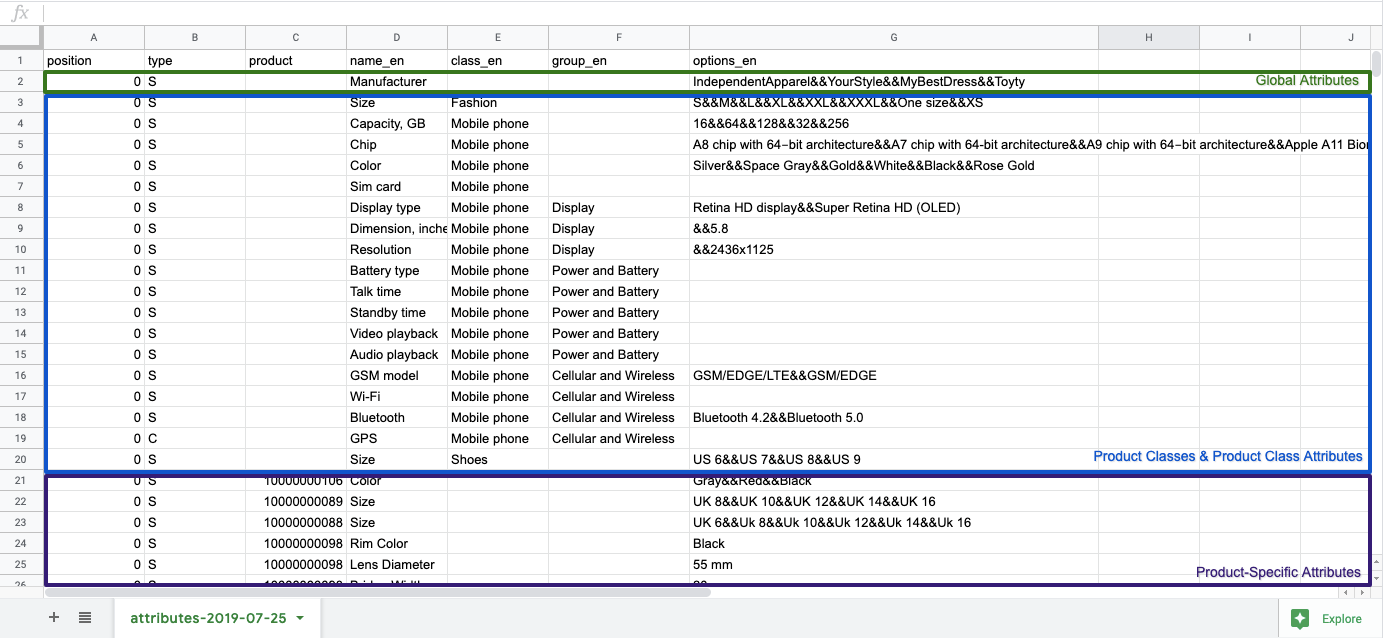 fx
A B C D E F G H I J
1 position type product name_en class_en group_en options_en
2 0 S Manufacturer IndependentApparel&&YourStyle&&MyBestDress&&Toyty Global Attributes
3 0 S Size Fashion S&&M&&L&&XL&&XXL&&XXXL&&One size&&XS
4 0 S Capacity, GB Mobile phone 16&&64&&128&&32&&256
5 0 S Chip Mobile phone A8 chip with 64-bit architecture&&A7 chip with 64-bit architecture&&A9 chip with 64-bit architecture&&Apple A11 Bion
6 0 S Color Mobile phone Silver&&Space Gray&&Gold&&White&&Black&&Rose Gold
7 0 S Sim card Mobile phone
8 0 S Display type Mobile phone Display Retina HD display&&Super Retina HD (OLED)
9 0 S Dimension, inche Mobile phone Display &&5.8
10 0 S Resolution Mobile phone Display &&2436x1125
11 0 S Battery type Mobile phone Power and Battery
12 0 S Talk time Mobile phone Power and Battery
13 0 S Standby time Mobile phone Power and Battery
14 0 S Video playback Mobile phone Power and Battery
15 0 S Audio playback Mobile phone Power and Battery
16 0 S GSM model Mobile phone Cellular and Wireless GSM/EDGE/LTE&&GSM/EDGE
17 0 S Wi-Fi Mobile phone Cellular and Wireless
18 0 S Bluetooth Mobile phone Cellular and Wireless Bluetooth 4.2&&Bluetooth 5.0
19 0 C GPS Mobile phone Cellular and Wireless
20 0 S Size Shoes US 6&&US 7&&US 8&&US 9 Product Classes & Product Class Attributes
21 0 S 10000000106 Color Gray&&Red&&Black
22 0 S 10000000089 Size UK 8&&UK 10&&UK 12&&UK 14&&UK 16
23 0 S 10000000088 Size UK 6&&Uk 8&&Uk 10&&Uk 12&&Uk 14&&Uk 16
24 0 S 10000000098 Rim Color Black
25 0 S 10000000098 Lens Diameter 55 mm Product-Specific Attributes
26
attributes-2019-07-25 Explore